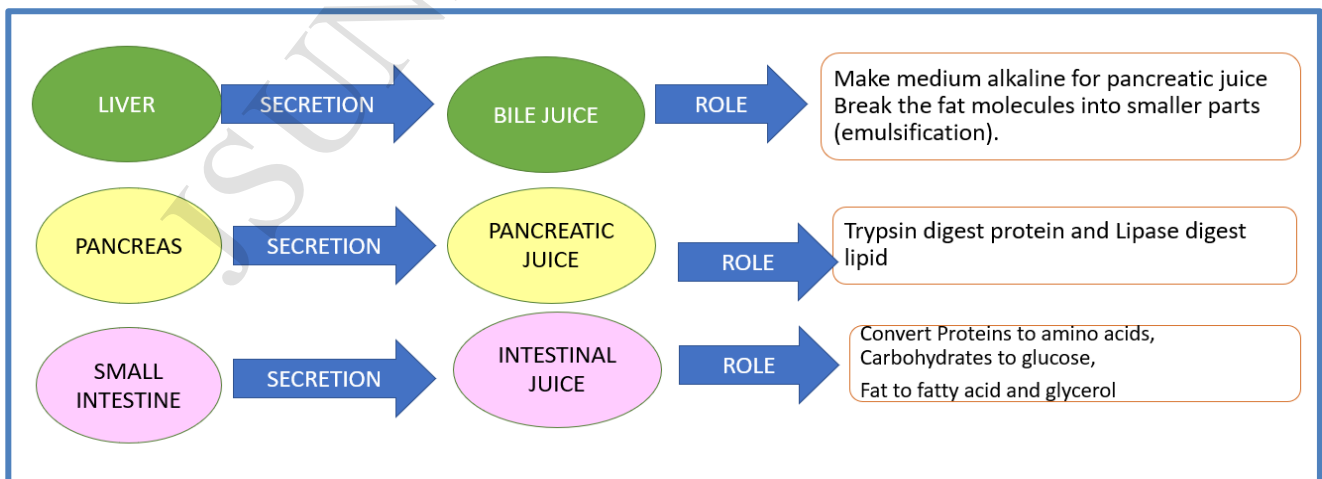 LIVER
SECRETION
BILE JUICE
ROLE
Make medium alkaline for pancreatic juice
Break the fat molecules into smaller parts
(emulsification).
PANCREAS
SECRETION
PANCREATIC
JUICE
ROLE
Trypsin digest protein and Lipase digest
lipid
SMALL
INTESTINE
SECRETION
INTESTINAL
JUICE
ROLE
Convert Proteins to amino acids,
Carbohydrates to glucose,
Fat to fatty acid and glycerol
JSUN